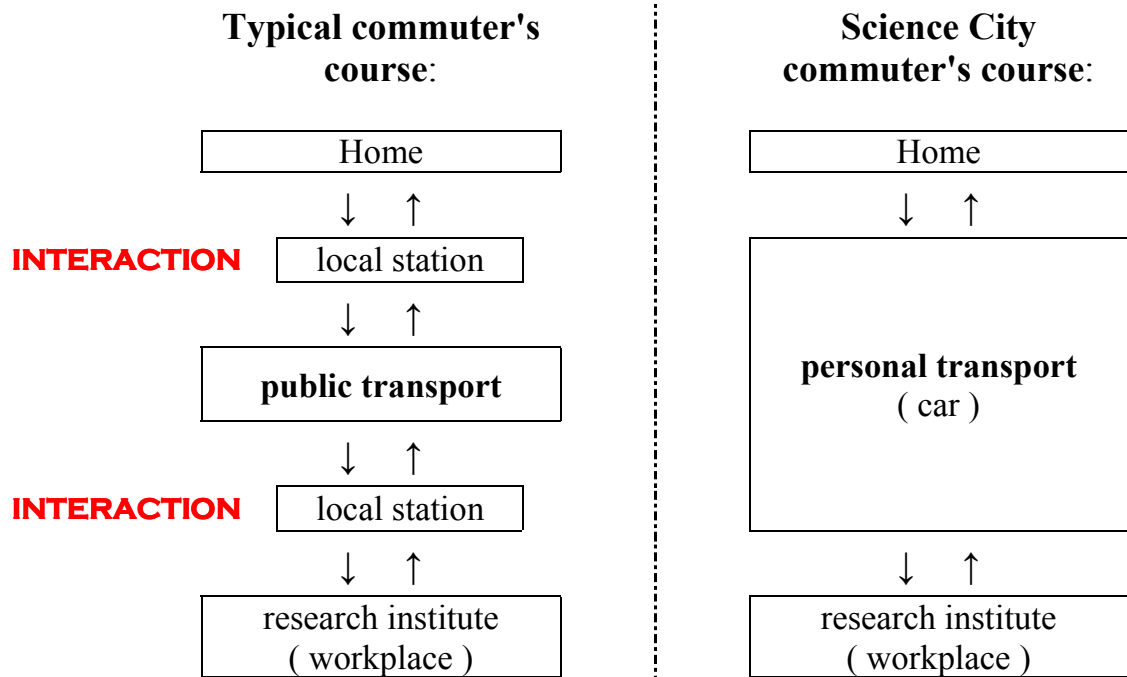 Typical commuter's
course:
Home
↓ ↑
INTERACTION
local station
↓ ↑
public transport
↓ ↑
INTERACTION
local station
↓ ↑
research institute
( workplace )
Science City
commuter's course:
Home
↓ ↑
personal transport
( car )
↓ ↑
research institute
( workplace )